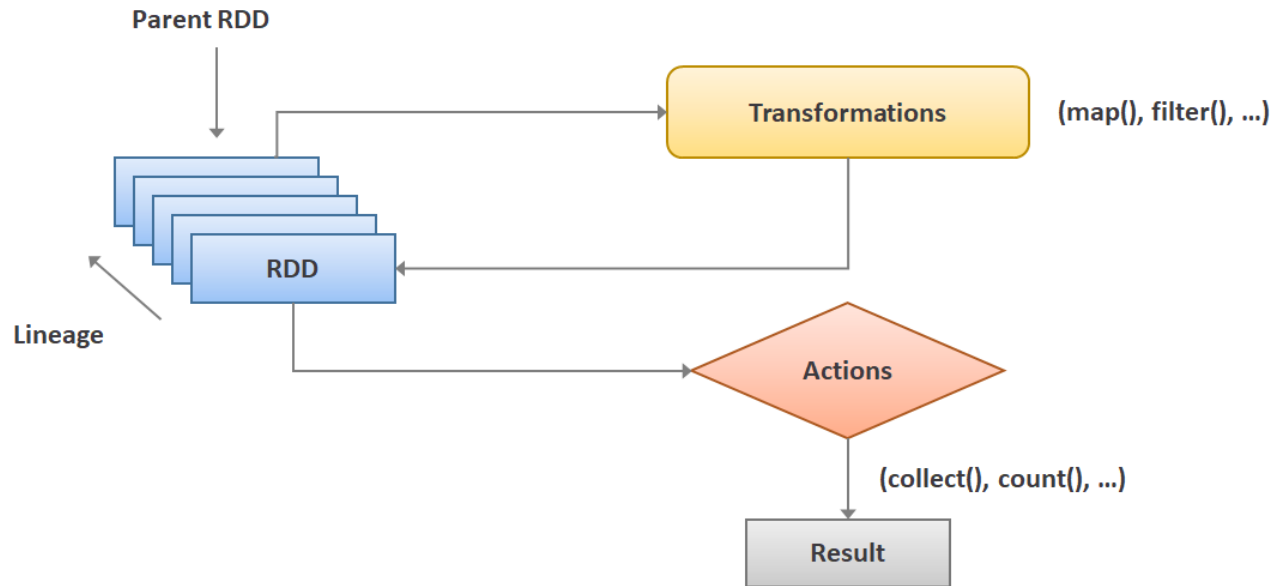 Parent RDD
Transformations
(map(), filter(), ...)
RDD
Lineage
Actions
(collect(), count(), ...)
Result